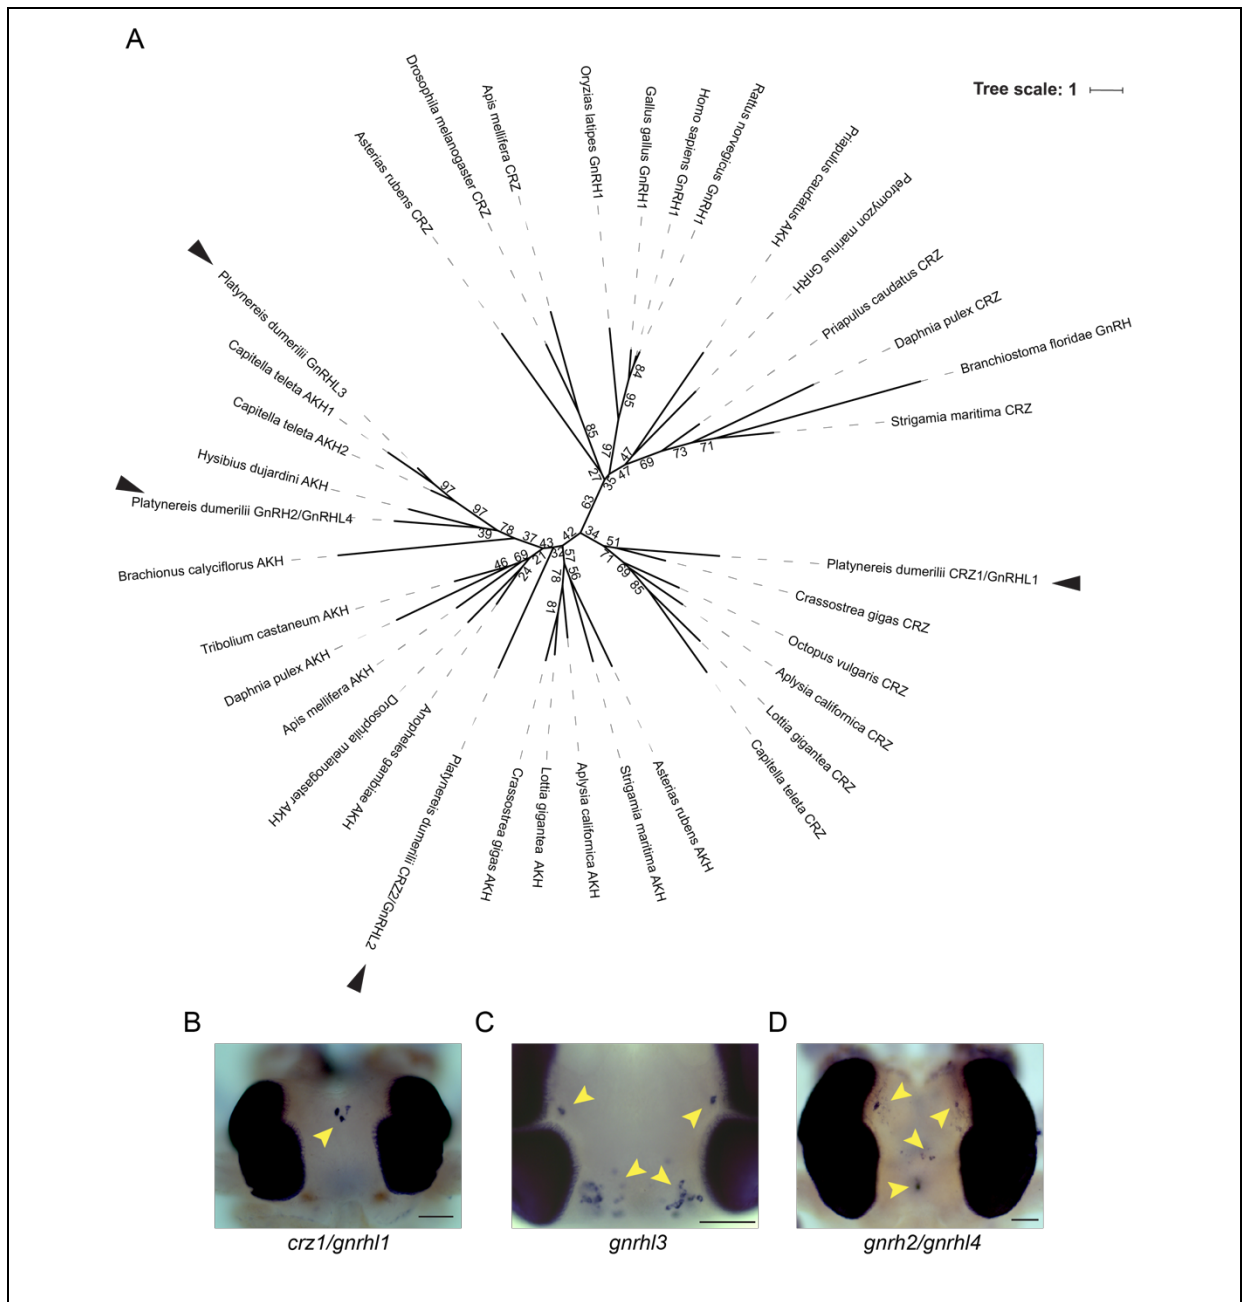 A
Tree scale: 1
Asterias rubens CRZ
Drosophila melanogaster CRZ
Apis mellifera CRZ
Oryzias latipes GnRH1
Gallus gallus GnRH1
Homo sapiens GnRH1
Rattus norvegicus GnRH1
Priapulus caudatus AKH
Petromyzon marinus GnRH
Priapulus caudatus CRZ
Daphnia pulex CRZ
Branchiostoma floridae GnRH
Strigamia maritima CRZ
Platynereis dumerilii CRZ1/GnRHL1
Crassostrea gigas CRZ
Octopus vulgaris CRZ
Aplysia californica CRZ
Lottia gigantea CRZ
Capitella teleta CRZ
Asterias rubens AKH
Strigamia maritima AKH
Aplysia californica AKH
Lottia gigantea AKH
Crassostrea gigas AKH
Platynereis dumerilii CRZ2/GnRHL2
Anopheles gambiae AKH
Drosophila melanogaster AKH
Apis mellifera AKH
Daphnia pulex AKH
Tribolium castaneum AKH
Brachionus calyciflorus AKH
Platynereis dumerilii GnRH2/GnRHL4
Hysibius dujardini AKH
Capitella teleta AKH2
Capitella teleta AKH1
Platynereis dumerilii GnRHL3
84
95
85
97
27
35
47
47
69
73
71
63
34
51
71
69
85
42
57
56
78
81
32
43
21
24
69
46
37
78
39
97
97
B
C
D
crz1/gnrhl1
gnrhl3
gnrh2/gnrhl4